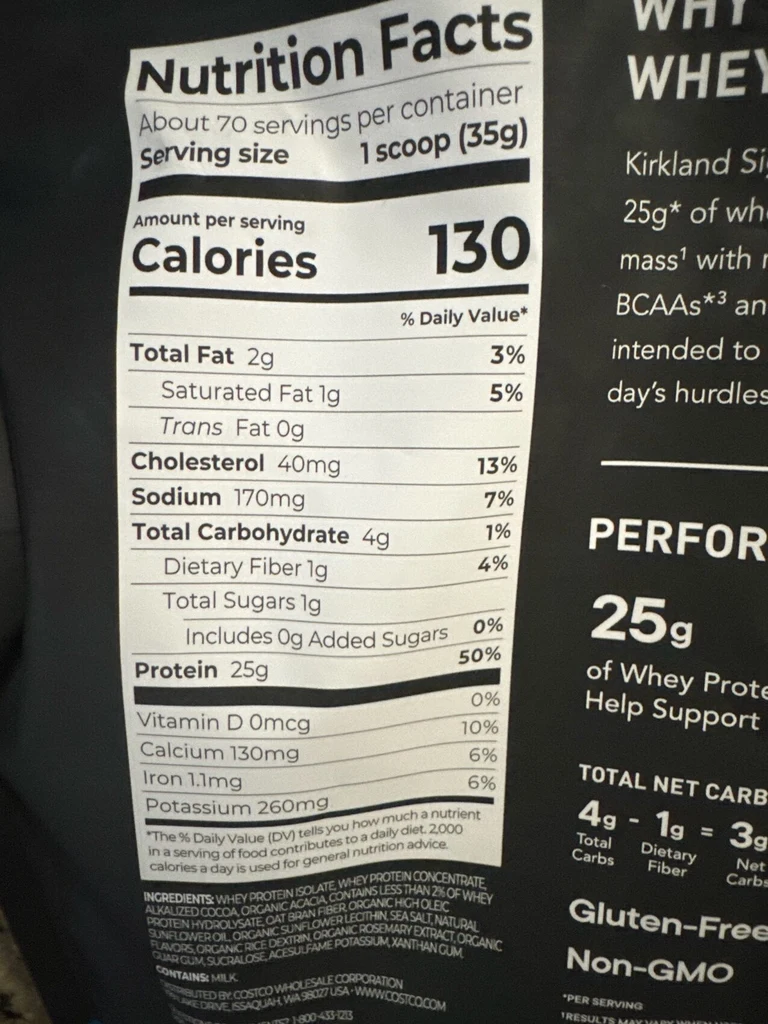 Nutrition Facts
About 70 servings per container
Serving size 1 scoop (35g)
Amount per serving
Calories 130
% Daily Value*
Total Fat 2g 3%
Saturated Fat 1g 5%
Trans Fat 0g
Cholesterol 40mg 13%
Sodium 170mg 7%
Total Carbohydrate 4g 1%
Dietary Fiber 1g 4%
Total Sugars 1g
Includes 0g Added Sugars 0%
Protein 25g 50%
Vitamin D 0mcg 0%
Calcium 130mg 10%
Iron 1.1mg 6%
Potassium 260mg 6%
*The % Daily Value (DV) tells you how much a nutrient
in a serving of food contributes to a daily diet. 2,000
calories a day is used for general nutrition advice.
INGREDIENTS: WHEY PROTEIN ISOLATE, WHEY PROTEIN CONCENTRATE,
ALKALIZED COCOA, ORGANIC ACACIA, CONTAINS LESS THAN 2% OF WHEY
PROTEIN HYDROLYSATE, OAT BRAN FIBER, ORGANIC HIGH OLEIC
SUNFLOWER OIL, ORGANIC SUNFLOWER LECITHIN, SEA SALT, NATURAL
FLAVORS, ORGANIC RICE DEXTRIN, ORGANIC ROSEMARY EXTRACT, ORGANIC
GUAR GUM, SUCRALOSE, ACESULFAME POTASSIUM, XANTHAN GUM.
CONTAINS: MILK
BY: COSTCO WHOLESALE CORPORATION
DRIVE, ISSAQUAH, WA 98027 USA • WWW.COSTCO.COM
1-800-433-1213
WHY
WHEY
Kirkland Si
25g* of wh
mass¹ with
BCAAs*³ an
intended to
day's hurdles
PERFOR
25g
of Whey Prote
Help Support
TOTAL NET CARB
4g - 1g = 3g
Total Carbs
Dietary Fiber
Net Carbs
Gluten-Free
Non-GMO
*PER SERVING
¹RESULTS MAY VARY WHEN